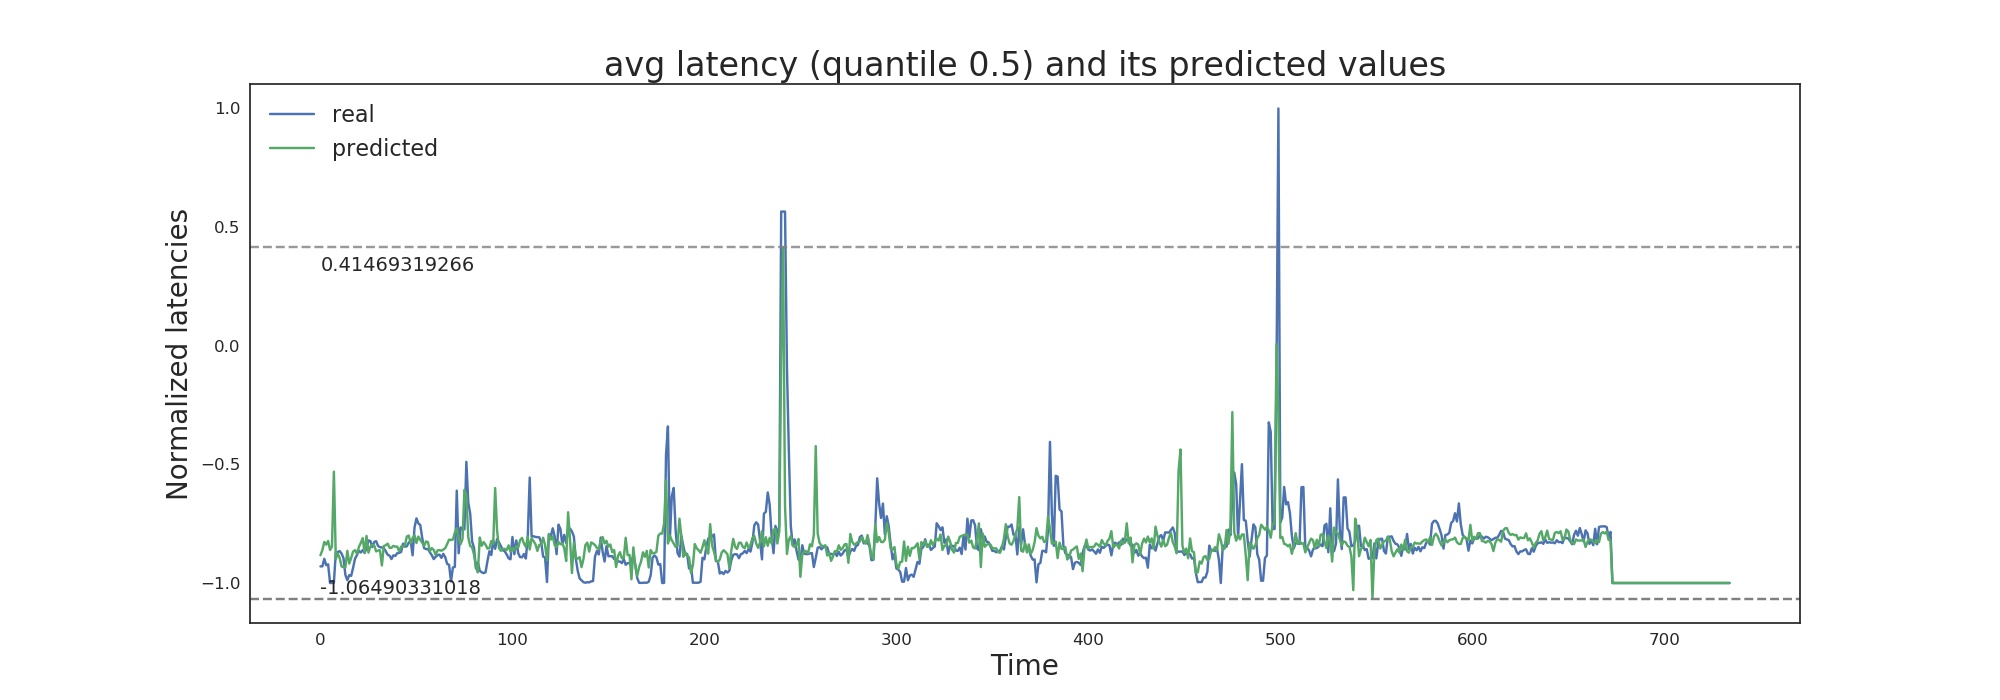 avg latency (quantile 0.5) and its predicted values
1.0
real
predicted
0.5
0.41469319266
0.0
−0.5
−1.0
-1.06490331018
Normalized latencies
0 100 200 300 400 500 600 700
Time